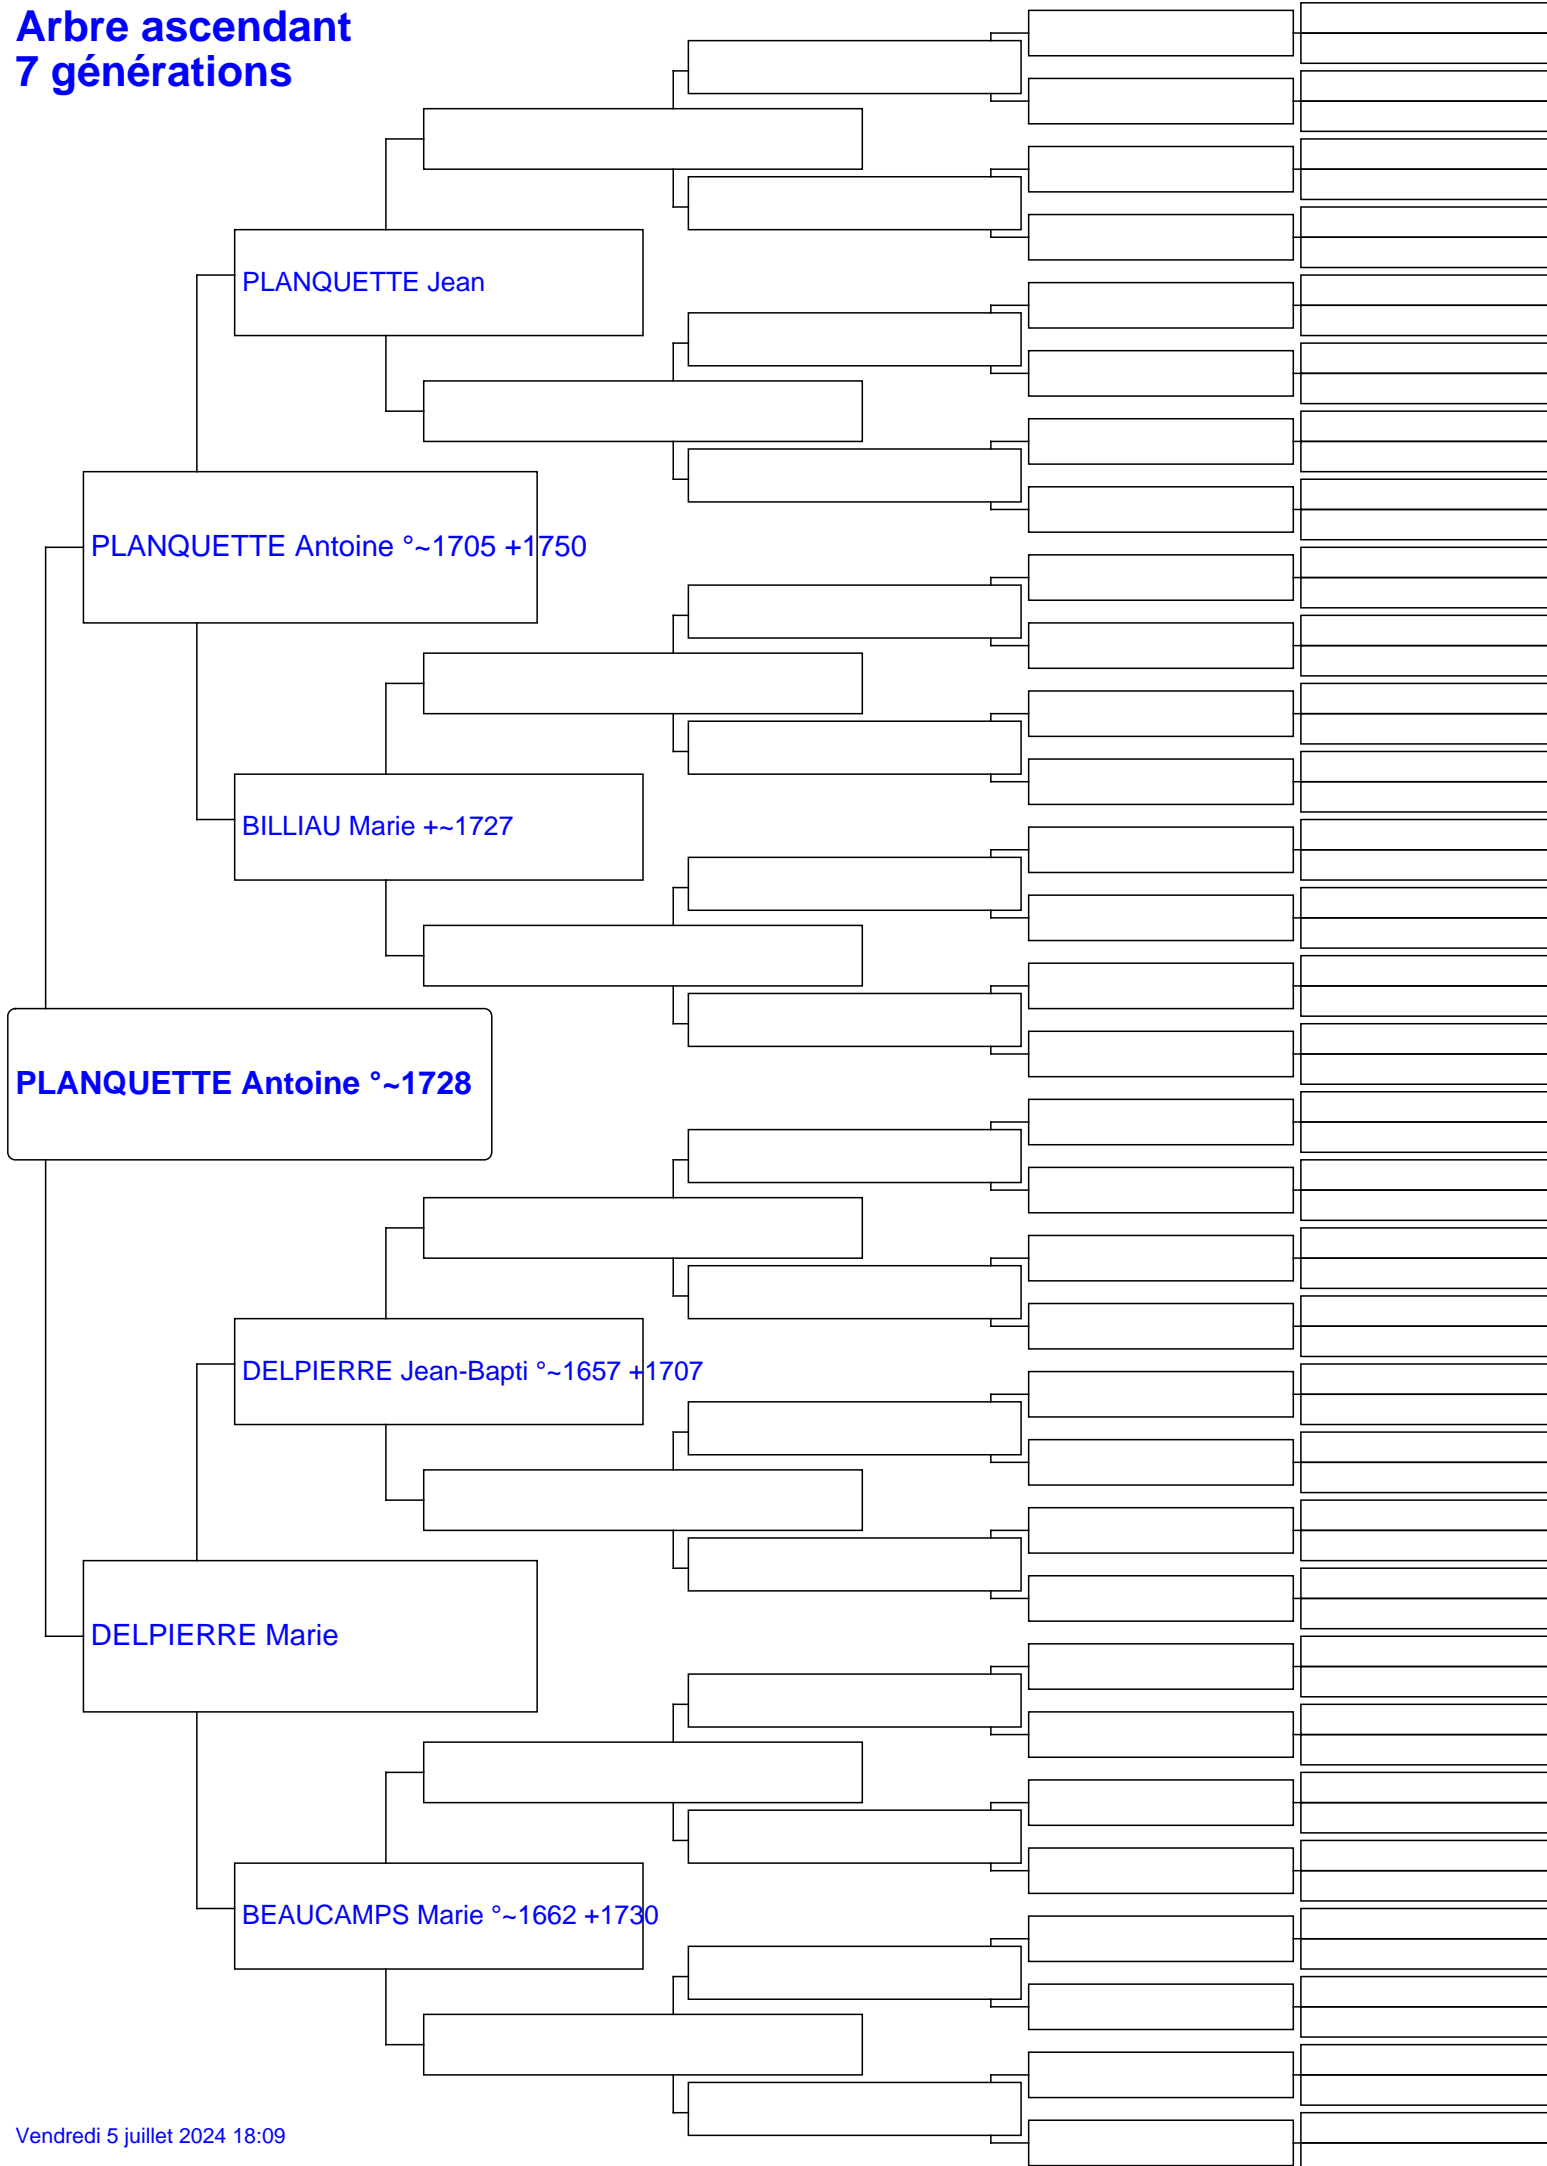 Arbre ascendant
7 générations
PLANQUETTE Jean
PLANQUETTE Antoine °~1705 +1750
BILLIAU Marie +~1727
PLANQUETTE Antoine °~1728
DELPIERRE Jean-Bapti °~1657 +1707
DELPIERRE Marie
BEAUCAMPS Marie °~1662 +1730
Vendredi 5 juillet 2024 18:09